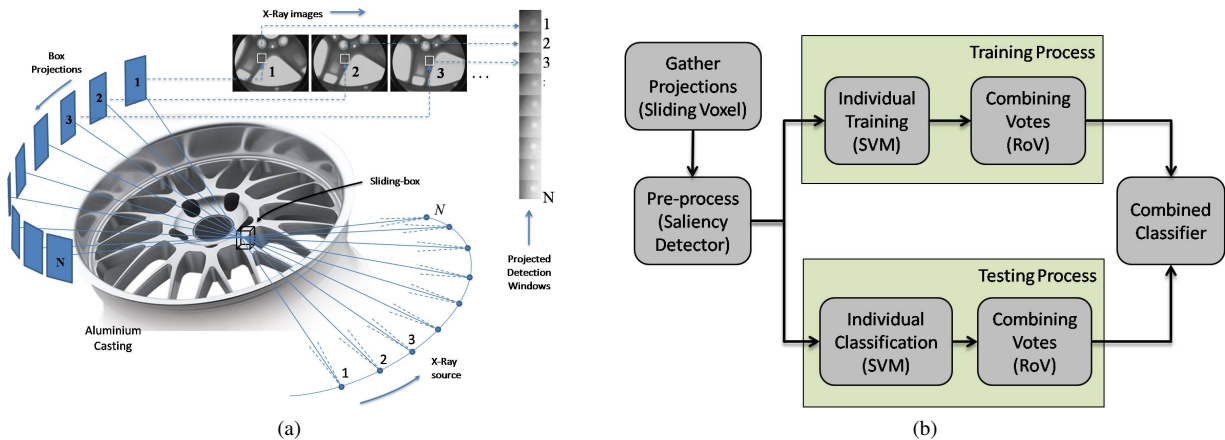 X-Ray images
1
2
3
. . .
1
2
3
:
N
Box
Projections
1
2
3
N
Sliding-box
N
Projected
Detection
Windows
Aluminium
Casting
1
2
3
X-Ray
source
(a)
Gather
Projections
(Sliding Voxel)
Pre-process
(Saliency
Detector)
Training Process
Individual
Training
(SVM)
Combining
Votes
(RoV)
Combined
Classifier
Testing Process
Individual
Classification
(SVM)
Combining
Votes
(RoV)
(b)